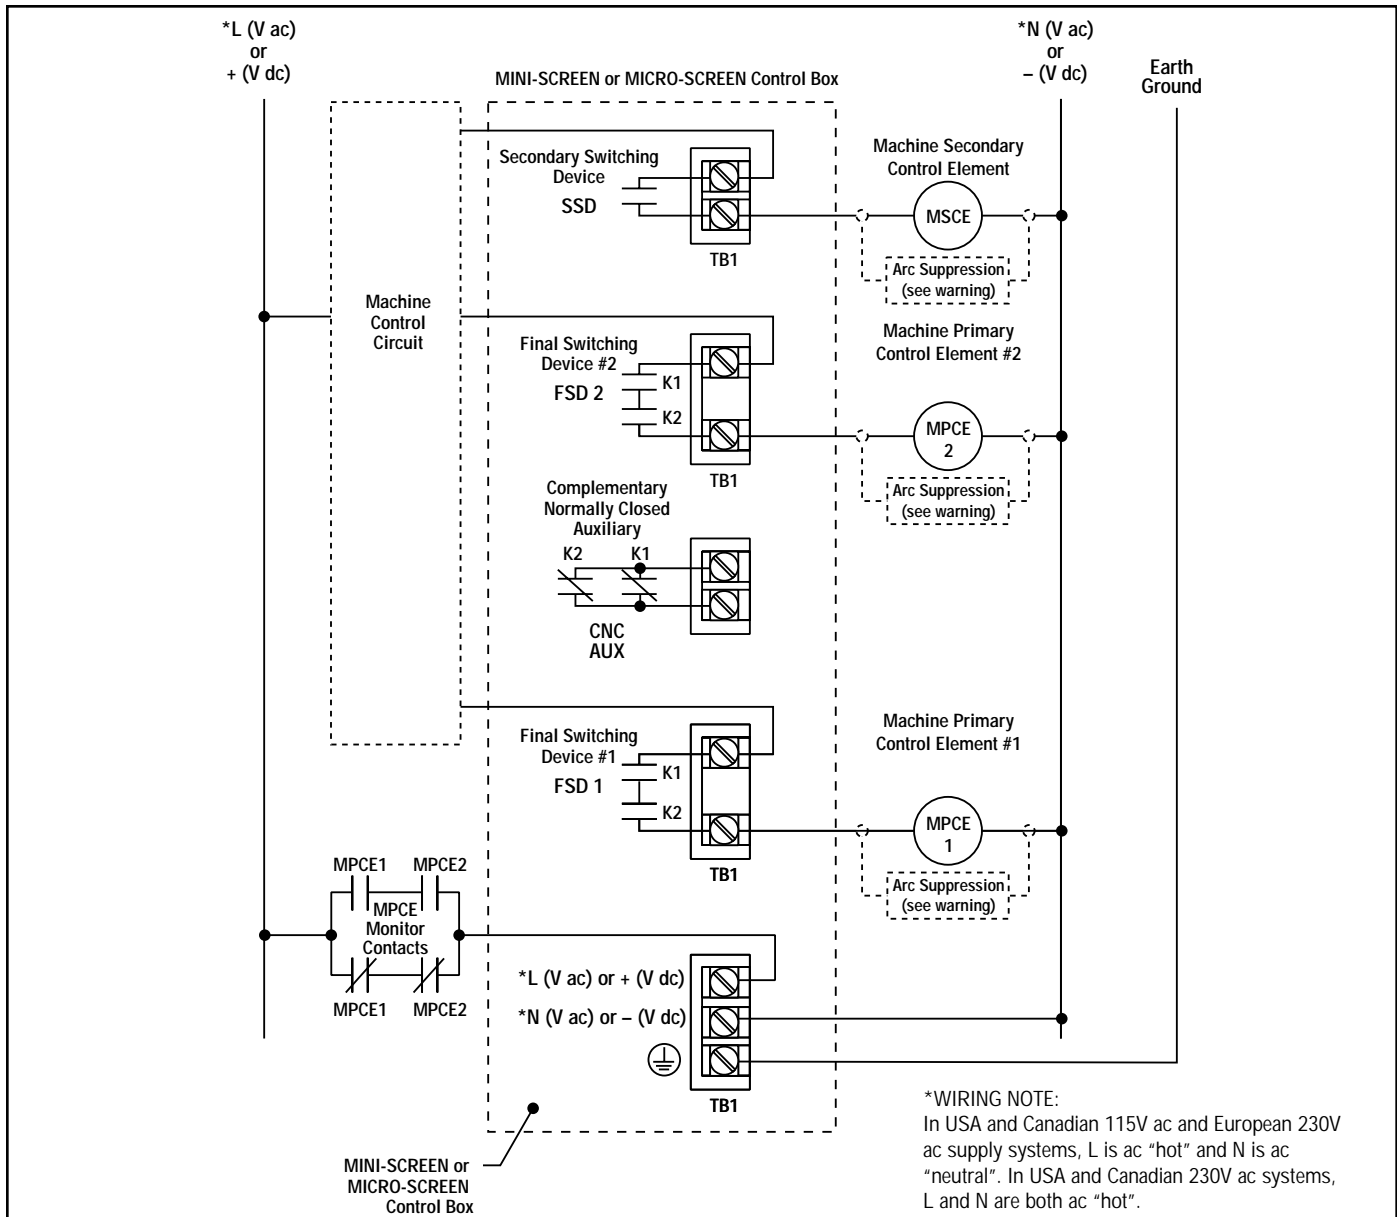 *L (V ac)
or
+ (V dc)
*N (V ac)
or
– (V dc)
Earth
Ground
MINI-SCREEN or MICRO-SCREEN Control Box
Secondary Switching
Device
SSD
TB1
Machine Secondary
Control Element
MSCE
Arc Suppression
(see warning)
Machine
Control
Circuit
Final Switching
Device #2
FSD 2
K1
K2
TB1
Machine Primary
Control Element #2
MPCE
2
Arc Suppression
(see warning)
Complementary
Normally Closed
Auxiliary
K2 K1
CNC
AUX
Final Switching
Device #1
FSD 1
K1
K2
TB1
Machine Primary
Control Element #1
MPCE
1
Arc Suppression
(see warning)
MPCE1 MPCE2
MPCE
Monitor
Contacts
MPCE1 MPCE2
*L (V ac) or + (V dc)
*N (V ac) or – (V dc)
TB1
MINI-SCREEN or
MICRO-SCREEN
Control Box
*WIRING NOTE:
In USA and Canadian 115V ac and European 230V
ac supply systems, L is ac “hot” and N is ac
“neutral”. In USA and Canadian 230V ac systems,
L and N are both ac “hot”.